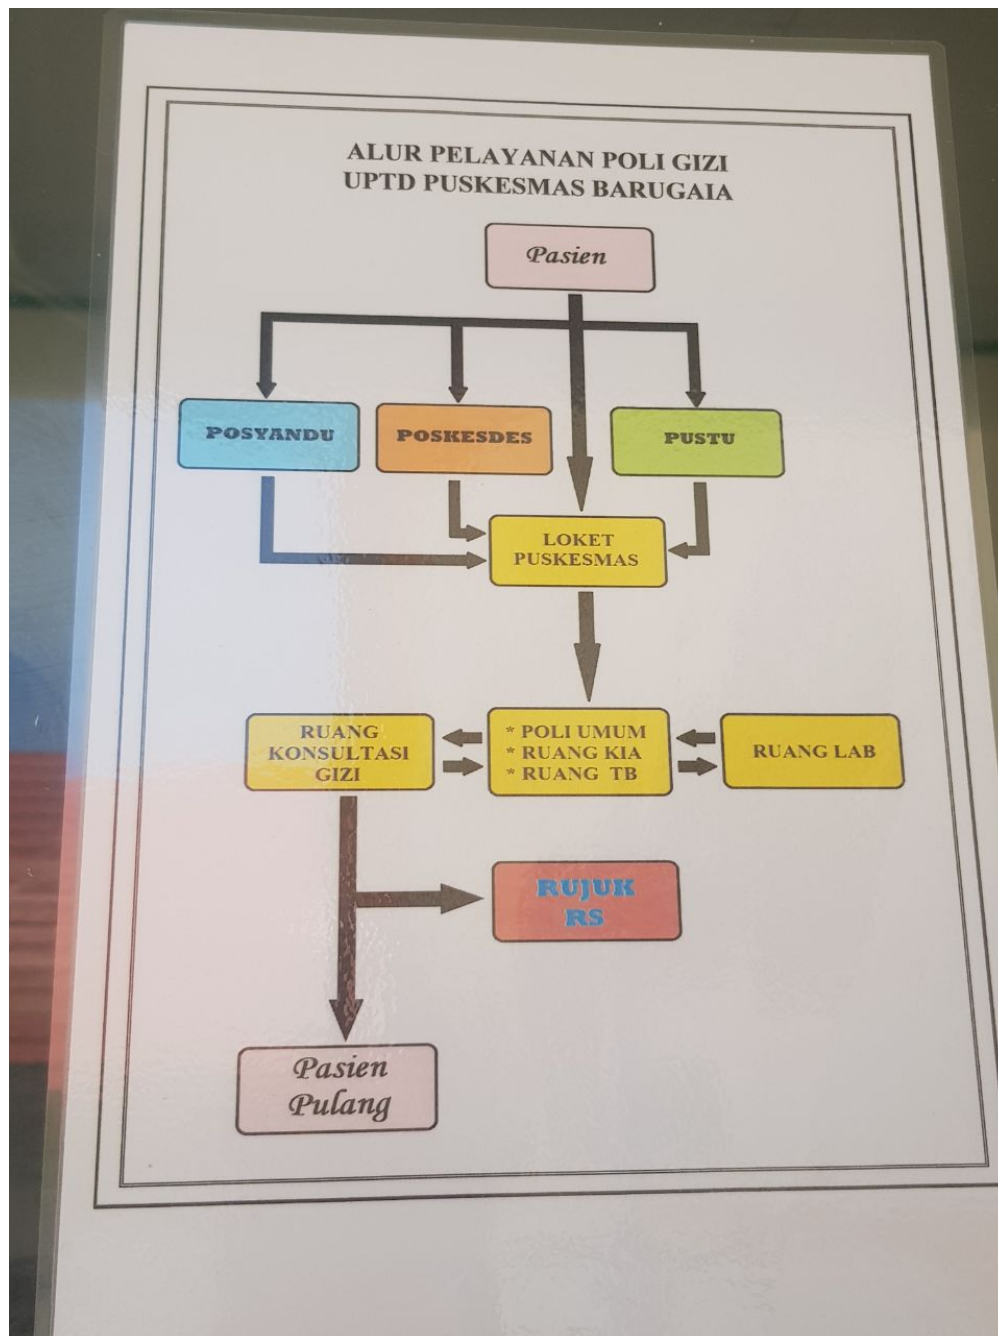 ALUR PELAYANAN POLI GIZI
UPTD PUSKESMAS BARUGAIA
Pasien
POSYANDU
POSKESDES
PUSTU
LOKET
PUSKESMAS
RUANG
KONSULTASI
GIZI
* POLI UMUM
* RUANG KIA
* RUANG TB
RUANG LAB
RUJUK
RS
Pasien
Pulang